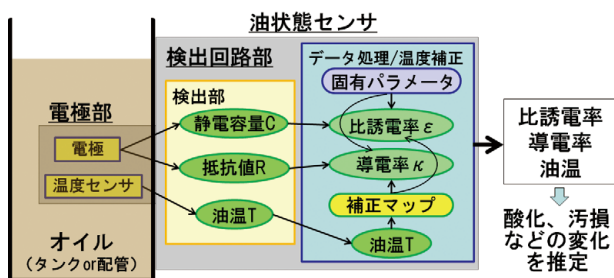 油状態センサ
検出回路部
データ処理/温度補正
固有パラメータ
検出部
電極部
静電容量C
比誘電率ε
電極
抵抗値R
導電率κ
温度センサ
油温T
補正マップ
油温T
オイル
(タンクor配管)
比誘電率
導電率
油温
酸化、汚損
などの変化
を推定